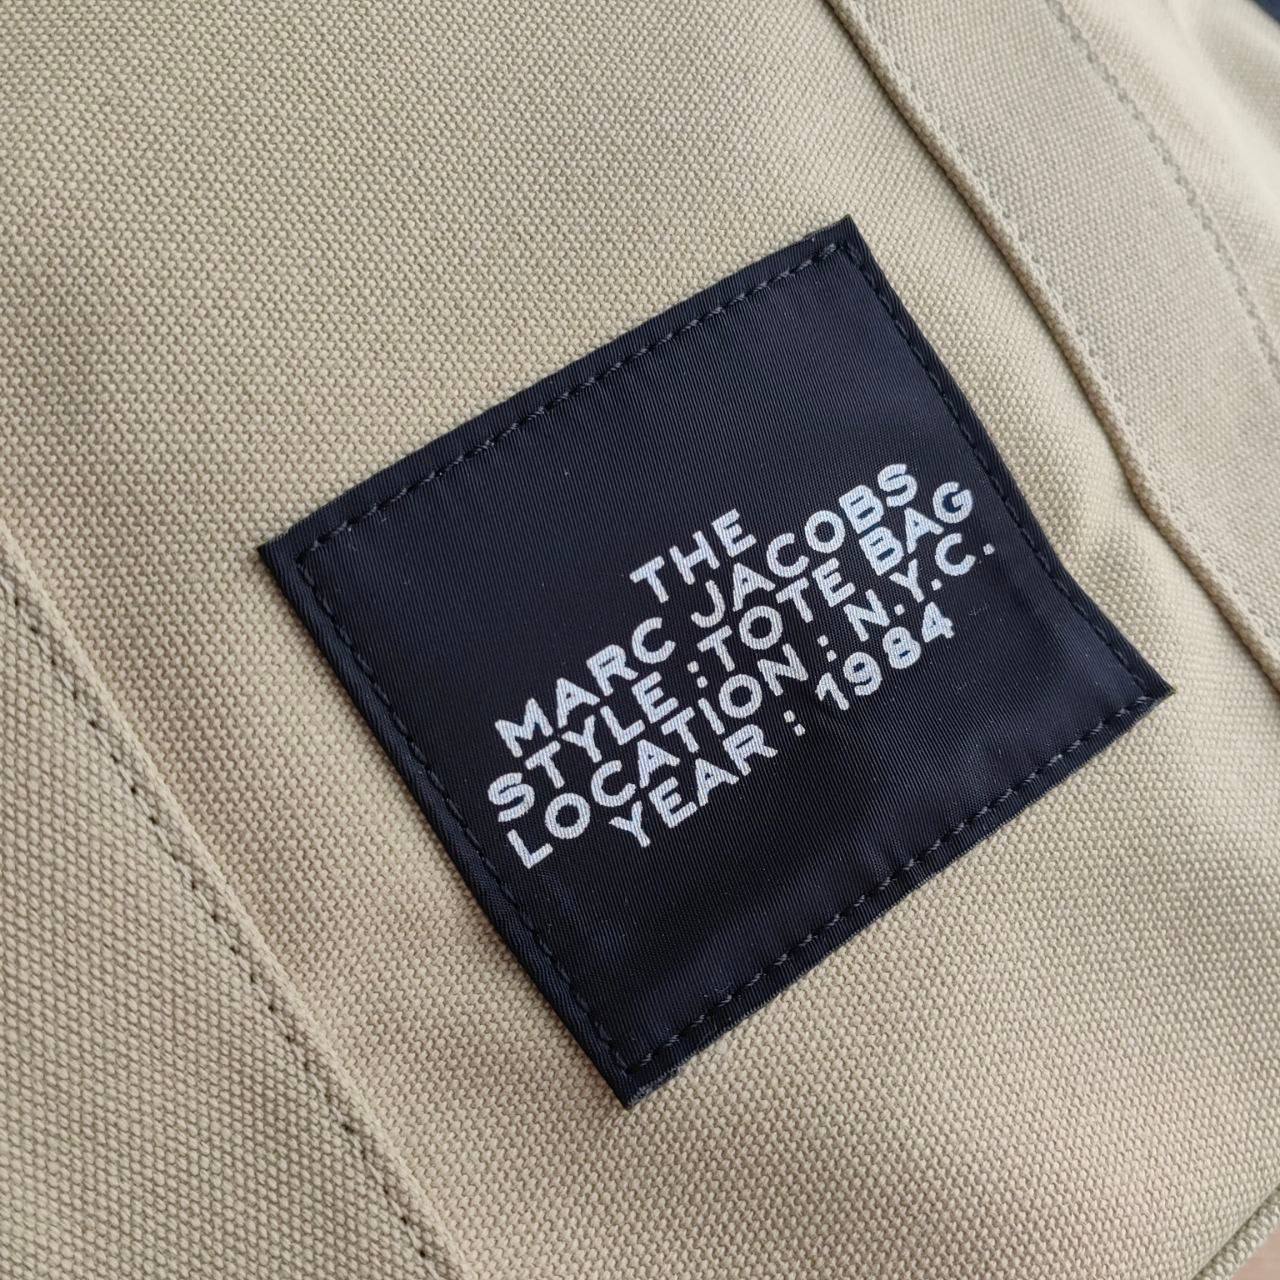 THE
MARC JACOBS
STYLE :TOTE BAG
LOCATION : N.Y.C.
YEAR : 1984